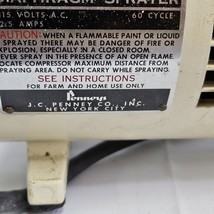 DIAPHRAGM SPRAYER
115 VOLTS A.C. 60 CYCLE
2.5 AMPS
CAUTION: WHEN A FLAMMABLE PAINT OR LIQUID
IS SPRAYED THERE MAY BE DANGER OF FIRE OR
EXPLOSION, ESPECIALLY IN A CLOSED ROOM.
NEVER SPRAY IN THE PRESENCE OF AN OPEN FLAME.
LOCATE COMPRESSOR MAXIMUM DISTANCE FROM
SPRAYING AREA. DO NOT CARRY WHILE SPRAYING.
SEE INSTRUCTIONS
FOR FARM AND HOME USE ONLY
Penneys
J. C. PENNEY CO., INC.
NEW YORK CITY